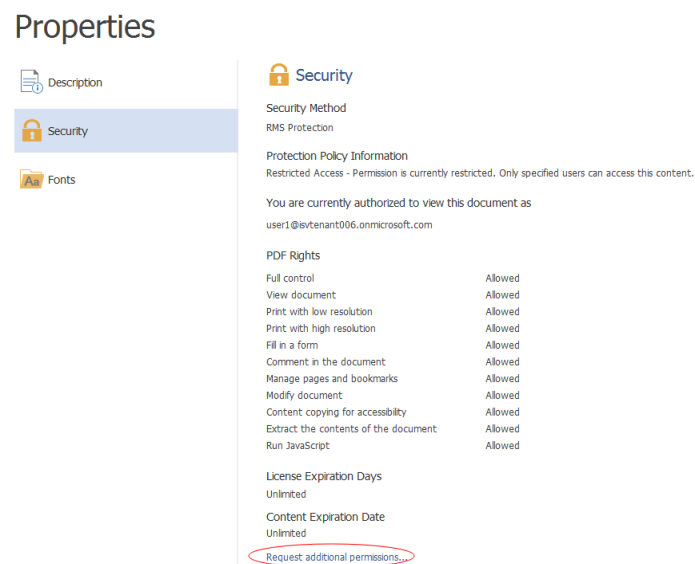 Properties
Description
Security
Aa Fonts
Security
Security Method
RMS Protection
Protection Policy Information
Restricted Access - Permission is currently restricted. Only specified users can access this content.
You are currently authorized to view this document as
user1@isvtenant006.onmicrosoft.com
PDF Rights
Full control Allowed
View document Allowed
Print with low resolution Allowed
Print with high resolution Allowed
Fill in a form Allowed
Comment in the document Allowed
Manage pages and bookmarks Allowed
Modify document Allowed
Content copying for accessibility Allowed
Extract the contents of the document Allowed
Run JavaScript Allowed
License Expiration Days
Unlimited
Content Expiration Date
Unlimited
Request additional permissions...